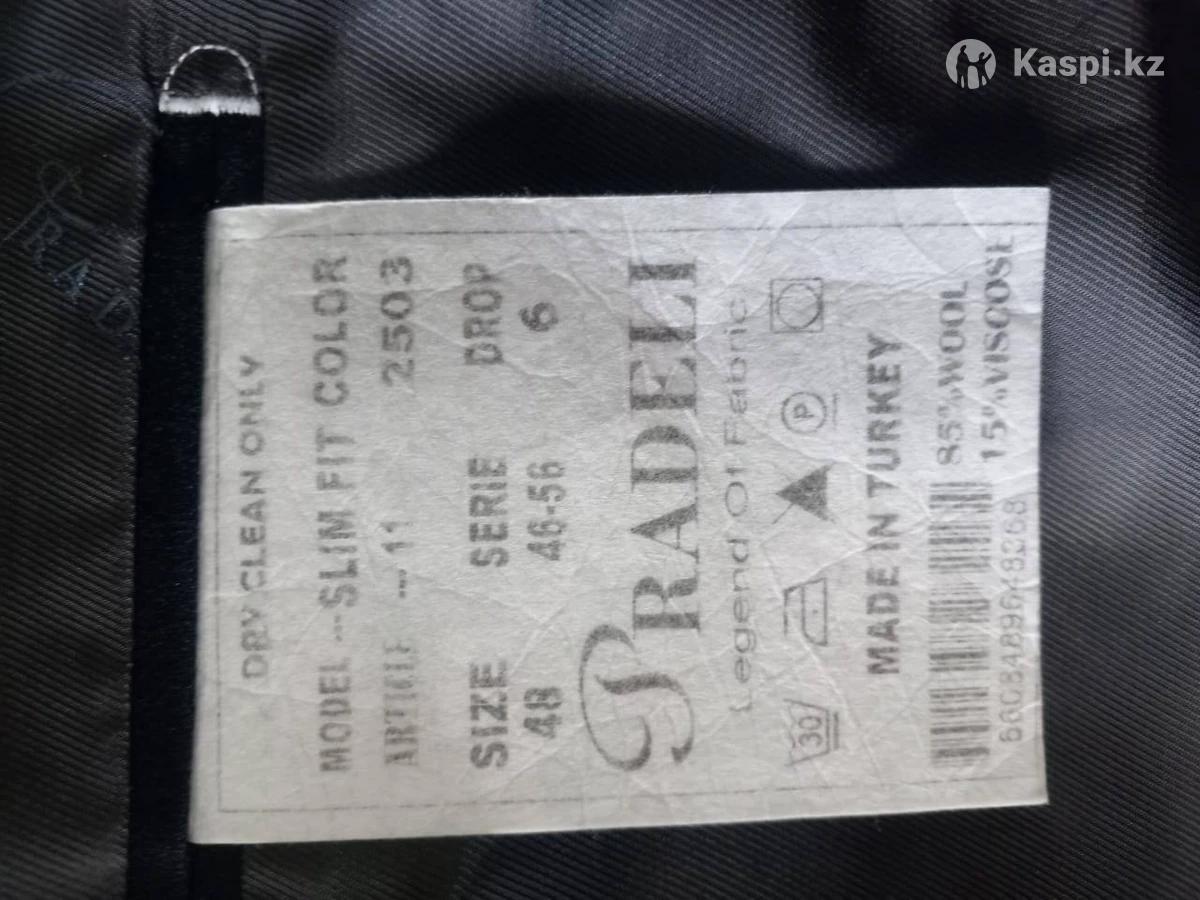 Kaspi.kz
DRY CLEAN ONLY
MODEL ---SLIM FIT COLOR
ARTICLE ---11 2503
SIZE SERIE DROP
48 46-56 6
PRADELI
Legend Of Fabric
30 P
MADE IN TURKEY
85%WOOL
15%VISCOSE
PRAD